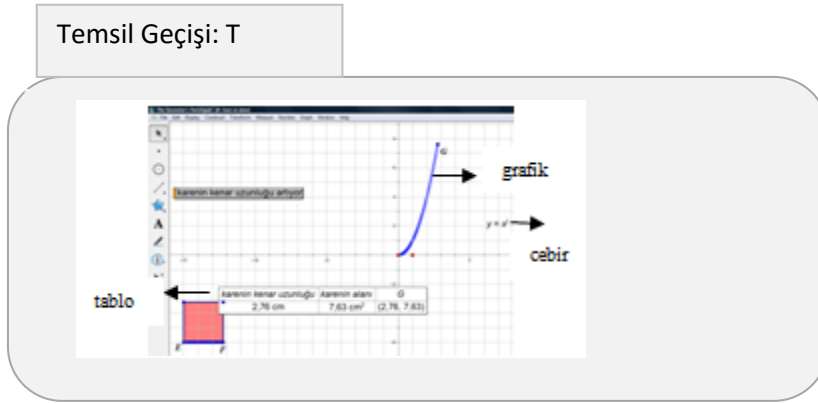 Temsil Geçişi: T
G
karenin kenar uzunluğu artıyor
grafik
cebir
A
tablo
karenin kenar uzunluğu karenin alanı G
2,76 cm 7,63 cm² (2,76, 7,63)
F